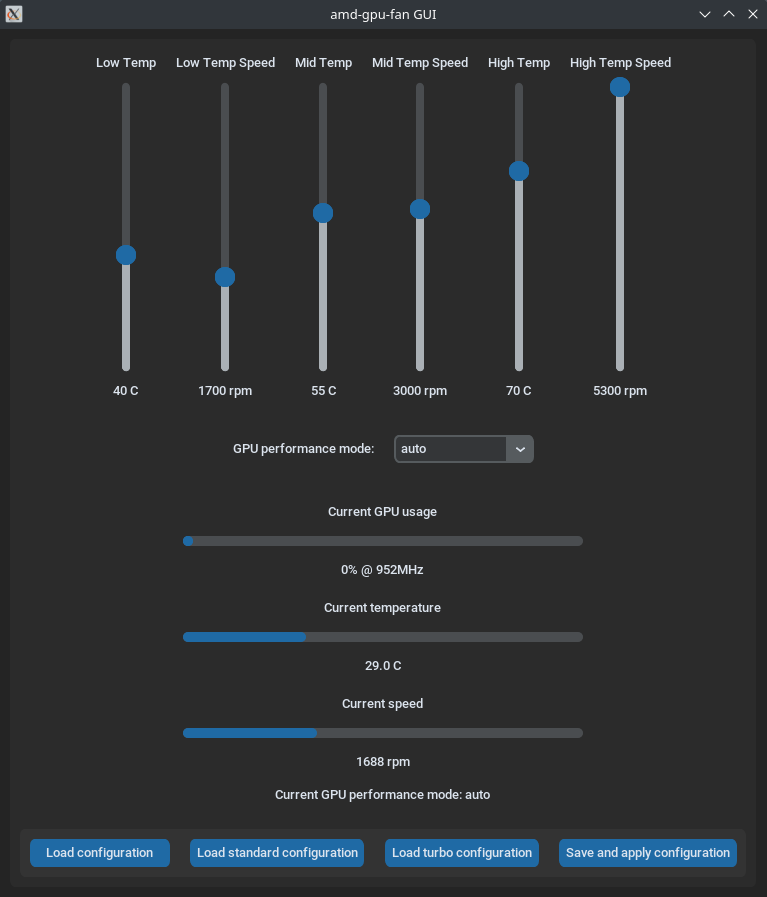 amd-gpu-fan GUI
Low Temp Low Temp Speed Mid Temp Mid Temp Speed High Temp High Temp Speed
40 C 1700 rpm 55 C 3000 rpm 70 C 5300 rpm
GPU performance mode: auto
Current GPU usage
0% @ 952MHz
Current temperature
29.0 C
Current speed
1688 rpm
Current GPU performance mode: auto
Load configuration Load standard configuration Load turbo configuration Save and apply configuration